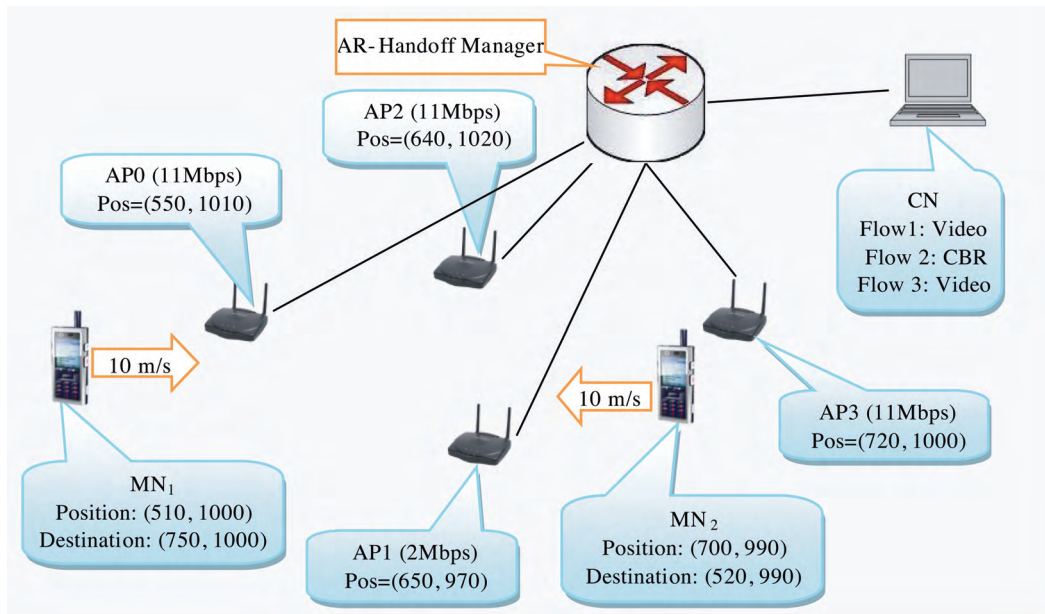 AR-Handoff Manager
AP2 (11Mbps)
Pos=(640, 1020)
AP0 (11Mbps)
Pos=(550, 1010)
CN
Flow1: Video
Flow 2: CBR
Flow 3: Video
10 m/s
10 m/s
AP3 (11Mbps)
Pos=(720, 1000)
MN₁
Position: (510, 1000)
Destination: (750, 1000)
AP1 (2Mbps)
Pos=(650, 970)
MN₂
Position: (700, 990)
Destination: (520, 990)